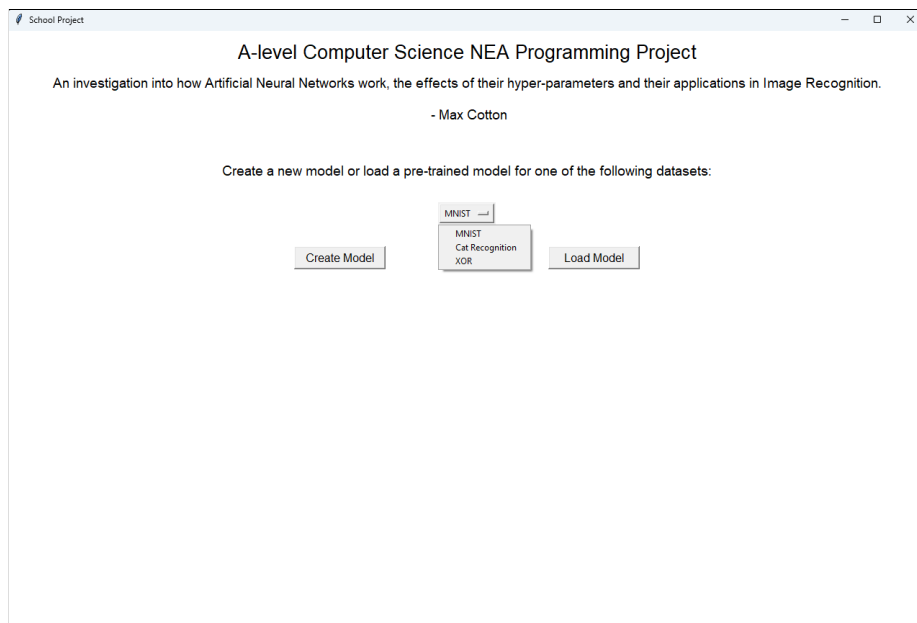 School Project
A-level Computer Science NEA Programming Project
An investigation into how Artificial Neural Networks work, the effects of their hyper-parameters and their applications in Image Recognition.
- Max Cotton
Create a new model or load a pre-trained model for one of the following datasets:
MNIST
MNIST
Cat Recognition
XOR
Create Model
Load Model